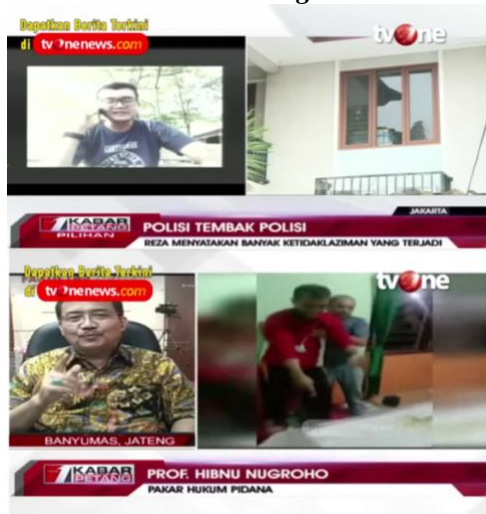 Dapatkan Berita Terkini
di tvOnenews.com
tvOne
JAKARTA
KABAR
PETANG
PILIHAN
POLISI TEMBAK POLISI
REZA MENYATAKAN BANYAK KETIDAKLAZIMAN YANG TERJADI
Dapatkan Berita Terkini
di tvOnenews.com
tvOne
BANYUMAS, JATENG
KABAR
PETANG
PROF. HIBNU NUGROHO
PAKAR HUKUM PIDANA